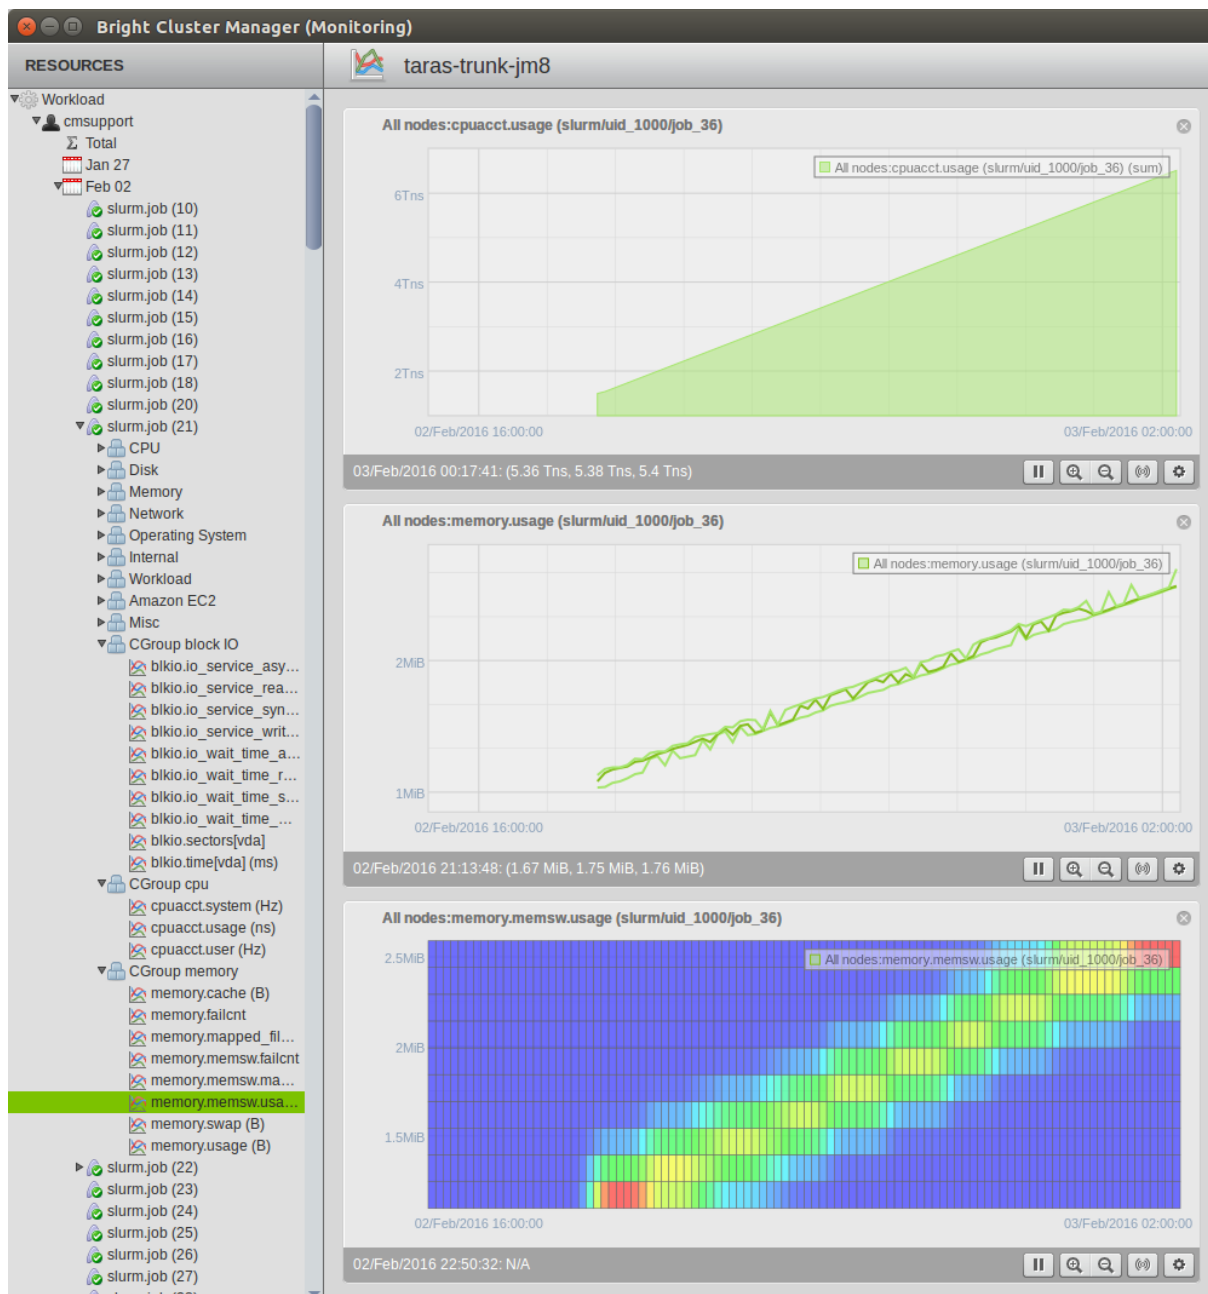 Bright Cluster Manager (Monitoring)
RESOURCES
Workload
cmsupport
Σ Total
Jan 27
Feb 02
slurm.job (10)
slurm.job (11)
slurm.job (12)
slurm.job (13)
slurm.job (14)
slurm.job (15)
slurm.job (16)
slurm.job (17)
slurm.job (18)
slurm.job (20)
slurm.job (21)
CPU
Disk
Memory
Network
Operating System
Internal
Workload
Amazon EC2
Misc
CGroup block IO
blkio.io_service_asy...
blkio.io_service_rea...
blkio.io_service_syn...
blkio.io_service_writ...
blkio.io_wait_time_a...
blkio.io_wait_time_r...
blkio.io_wait_time_s...
blkio.io_wait_time_...
blkio.sectors[vda]
blkio.time[vda] (ms)
CGroup cpu
cpuacct.system (Hz)
cpuacct.usage (ns)
cpuacct.user (Hz)
CGroup memory
memory.cache (B)
memory.failcnt
memory.mapped_fil...
memory.memsw.failcnt
memory.memsw.ma...
memory.memsw.usa...
memory.swap (B)
memory.usage (B)
slurm.job (22)
slurm.job (23)
slurm.job (24)
slurm.job (25)
slurm.job (26)
slurm.job (27)
taras-trunk-jm8
All nodes:cpuacct.usage (slurm/uid_1000/job_36)
All nodes:cpuacct.usage (slurm/uid_1000/job_36) (sum)
6Tns
4Tns
2Tns
02/Feb/2016 16:00:00 03/Feb/2016 02:00:00
03/Feb/2016 00:17:41: (5.36 Tns, 5.38 Tns, 5.4 Tns)
All nodes:memory.usage (slurm/uid_1000/job_36)
All nodes:memory.usage (slurm/uid_1000/job_36)
2MiB
1MiB
02/Feb/2016 16:00:00 03/Feb/2016 02:00:00
02/Feb/2016 21:13:48: (1.67 MiB, 1.75 MiB, 1.76 MiB)
All nodes:memory.memsw.usage (slurm/uid_1000/job_36)
2.5MiB
All nodes:memory.memsw.usage (slurm/uid_1000/job_36)
2MiB
1.5MiB
02/Feb/2016 16:00:00 03/Feb/2016 02:00:00
02/Feb/2016 22:50:32: N/A